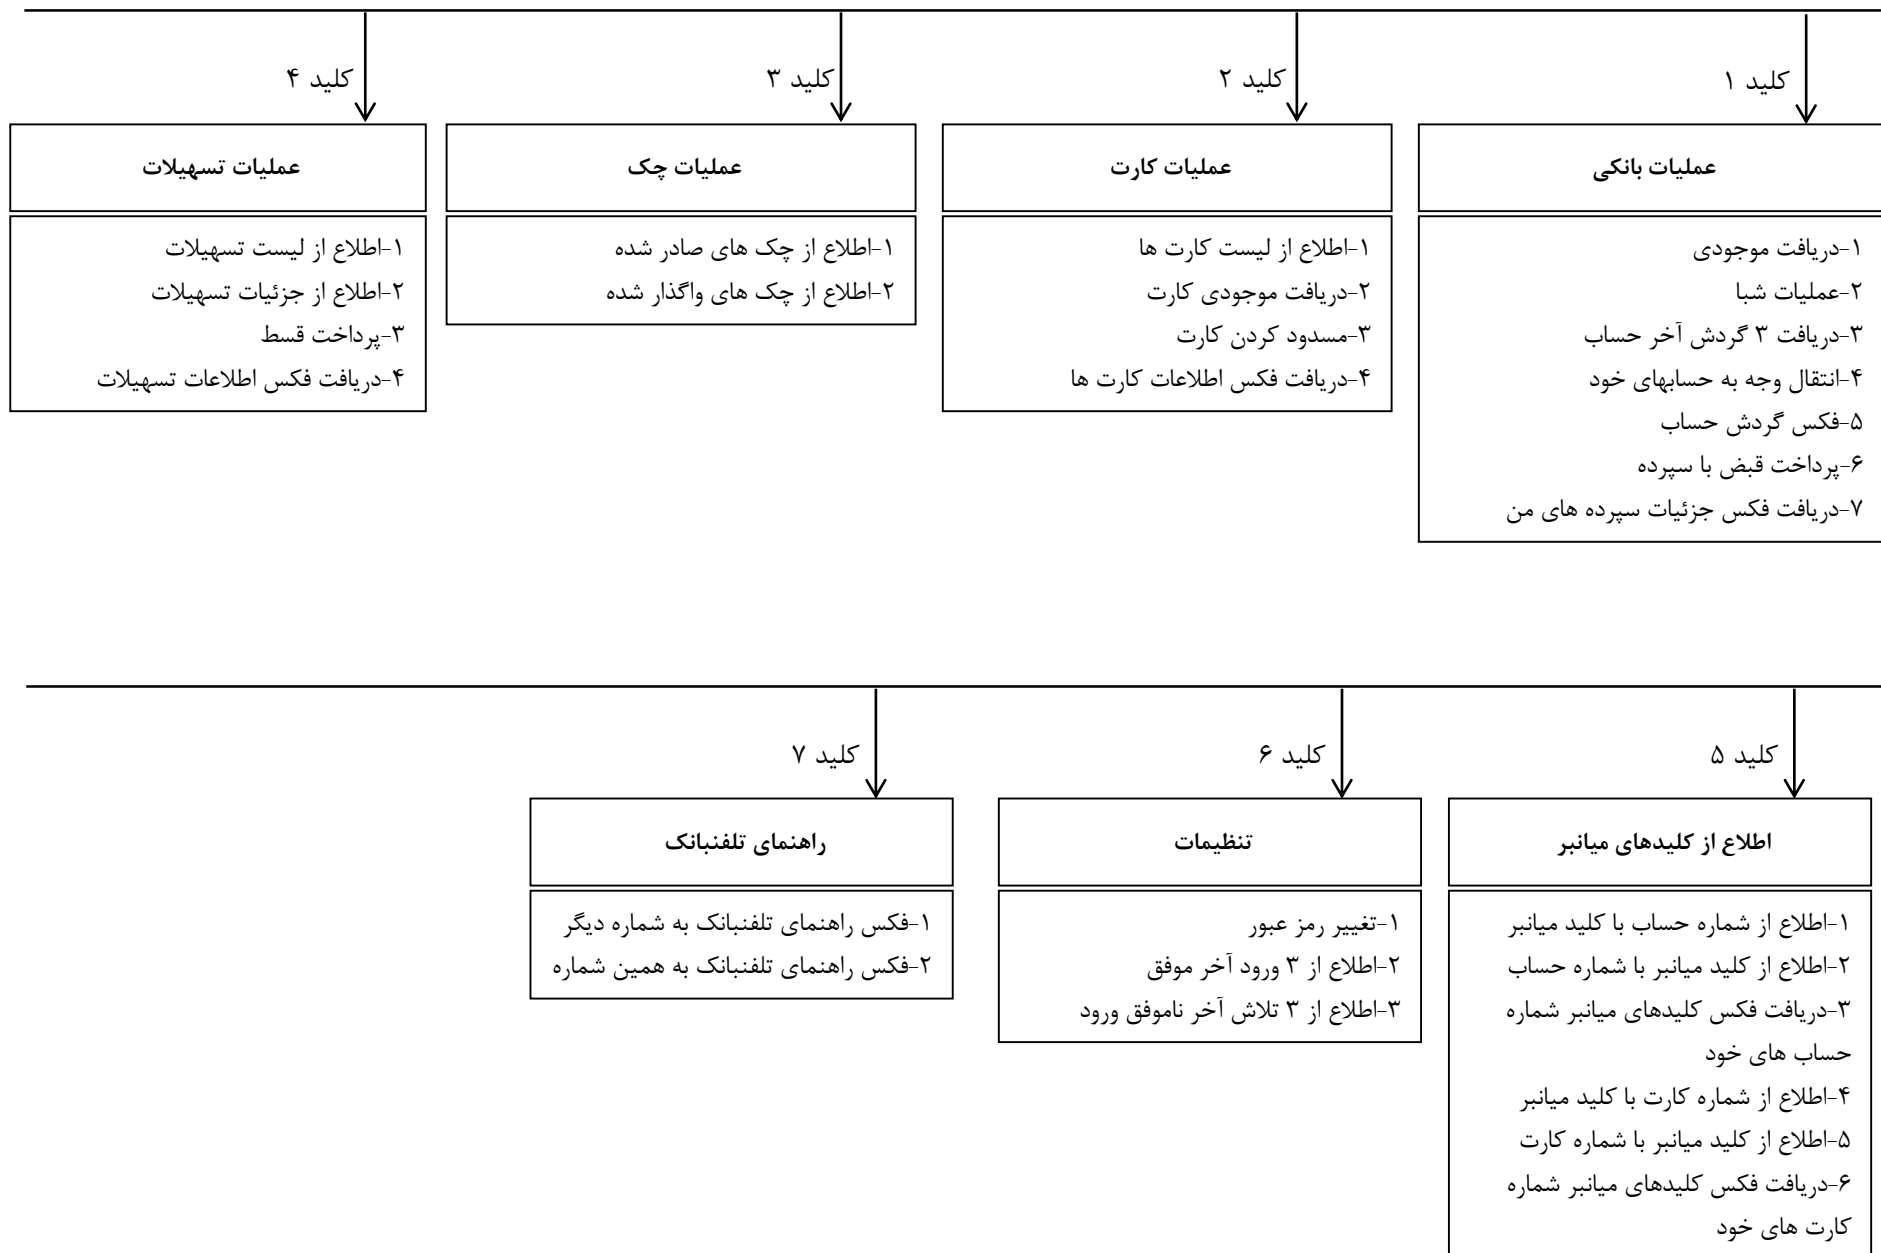 کلید ۱
عملیات بانکی
۱-دریافت موجودی
۲-عملیات شبا
۳-دریافت ۳ گردش آخر حساب
۴-انتقال وجه به حسابهای خود
۵-فکس گردش حساب
۶-پرداخت قبض با سپرده
۷-دریافت فکس جزئیات سپرده های من
کلید ۲
عملیات کارت
۱-اطلاع از لیست کارت ها
۲-دریافت موجودی کارت
۳-مسدود کردن کارت
۴-دریافت فکس اطلاعات کارت ها
کلید ۳
عملیات چک
۱-اطلاع از چک های صادر شده
۲-اطلاع از چک های واگذار شده
کلید ۴
عملیات تسهیلات
۱-اطلاع از لیست تسهیلات
۲-اطلاع از جزئیات تسهیلات
۳-پرداخت قسط
۴-دریافت فکس اطلاعات تسهیلات
کلید ۵
اطلاع از کلیدهای میانبر
۱-اطلاع از شماره حساب با کلید میانبر
۲-اطلاع از کلید میانبر با شماره حساب
۳-دریافت فکس کلیدهای میانبر شماره
حساب های خود
۴-اطلاع از شماره کارت با کلید میانبر
۵-اطلاع از کلید میانبر با شماره کارت
۶-دریافت فکس کلیدهای میانبر شماره
کارت های خود
کلید ۶
تنظیمات
۱-تغییر رمز عبور
۲-اطلاع از ۳ ورود آخر موفق
۳-اطلاع از ۳ تلاش آخر ناموفق ورود
کلید ۷
راهنمای تلفنبانک
۱-فکس راهنمای تلفنبانک به شماره دیگر
۲-فکس راهنمای تلفنبانک به همین شماره